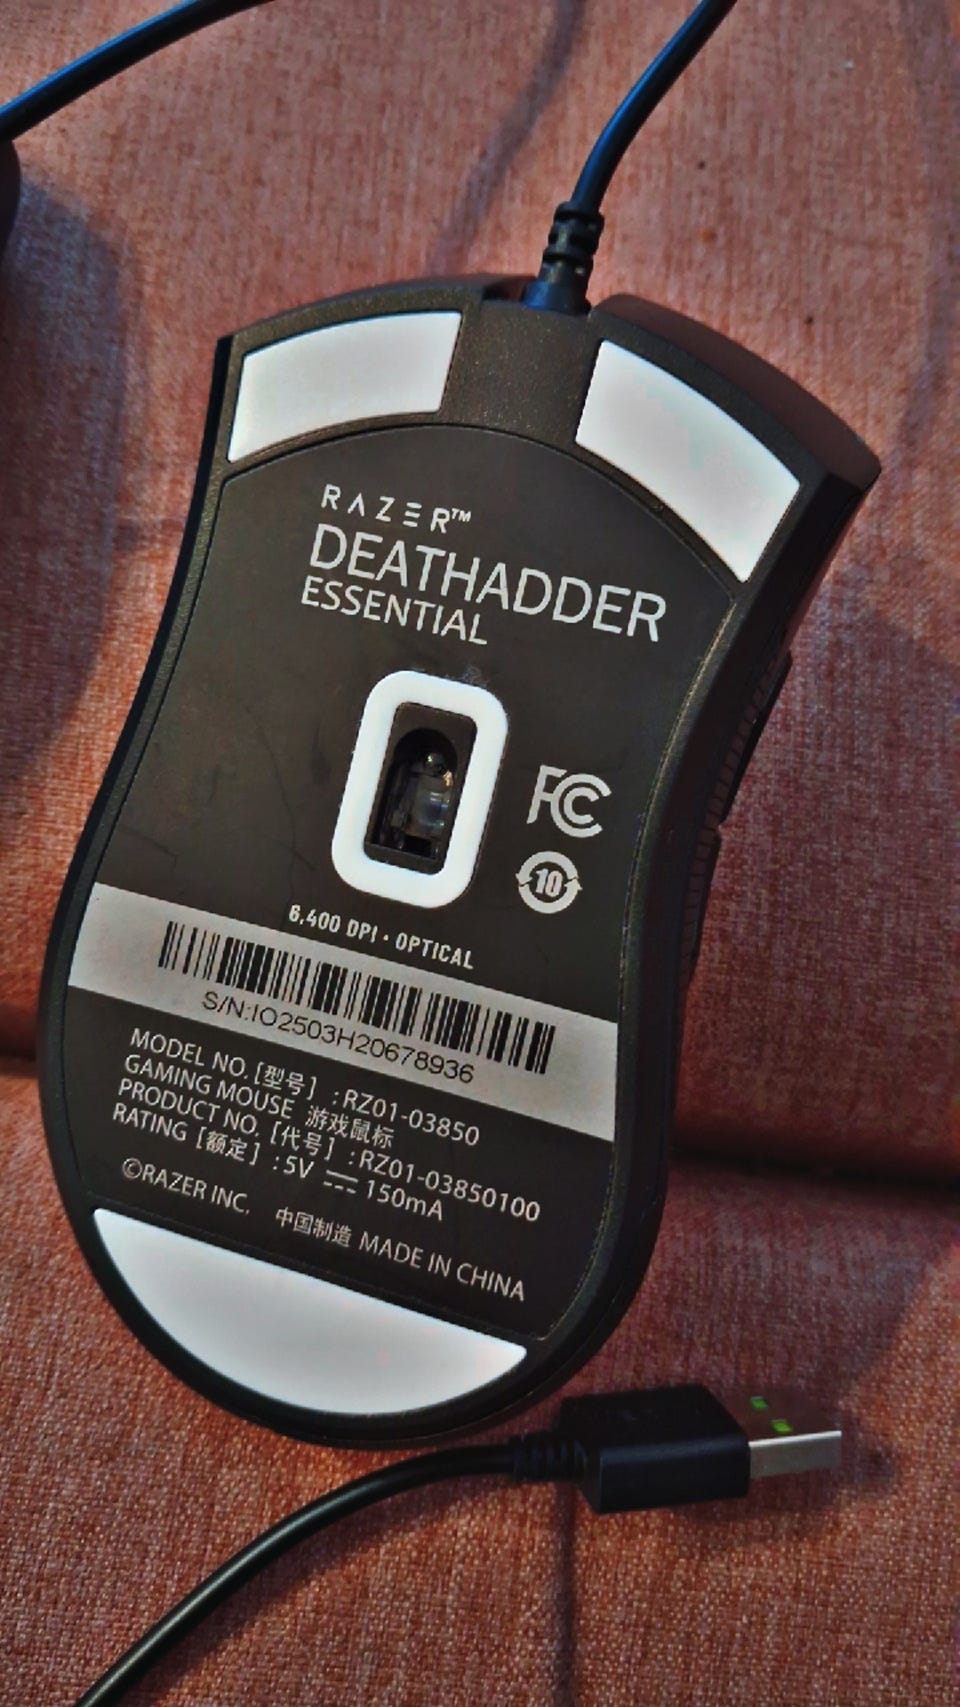 RAZER™
DEATHADDER
ESSENTIAL
FC
10
6,400 DPI • OPTICAL
S/N:IO2503H20678936
MODEL NO. [型号] :RZ01-03850
GAMING MOUSE 游戏鼠标
PRODUCT NO. [代号] :RZ01-03850100
RATING [额定] :5V ⎓ 150mA
©RAZER INC. 中国制造 MADE IN CHINA